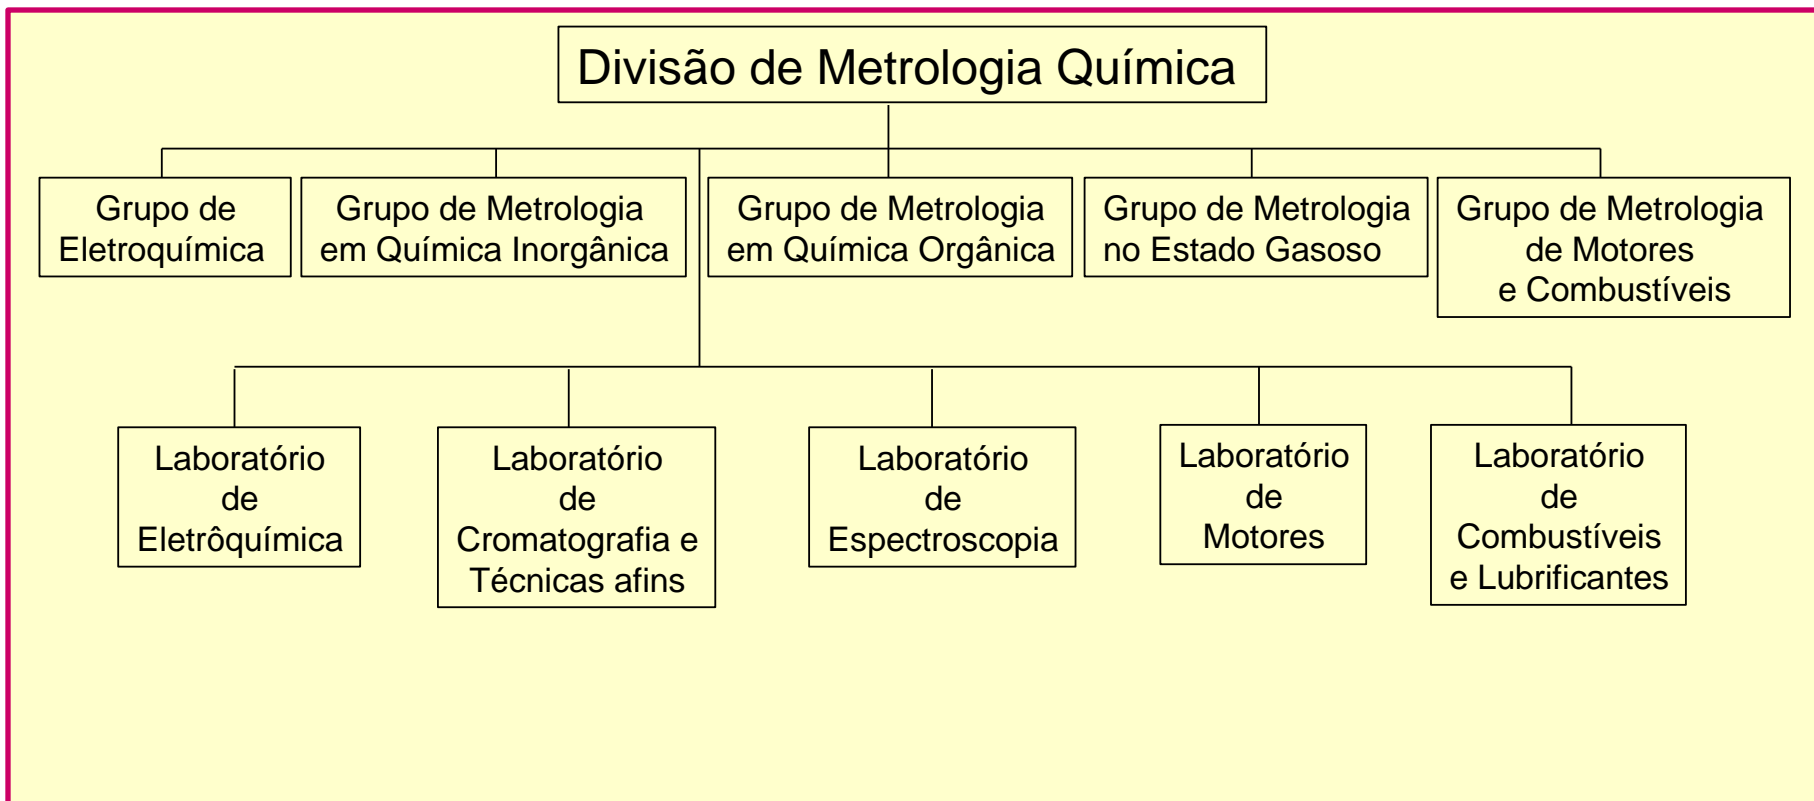 Divisão de Metrologia Química
Grupo de
Eletroquímica
Grupo de Metrologia
em Química Inorgânica
Grupo de Metrologia
em Química Orgânica
Grupo de Metrologia
no Estado Gasoso
Grupo de Metrologia
de Motores
e Combustíveis
Laboratório
de
Eletrôquímica
Laboratório
de
Cromatografia e
Técnicas afins
Laboratório
de
Espectroscopia
Laboratório
de
Motores
Laboratório
de
Combustíveis
e Lubrificantes